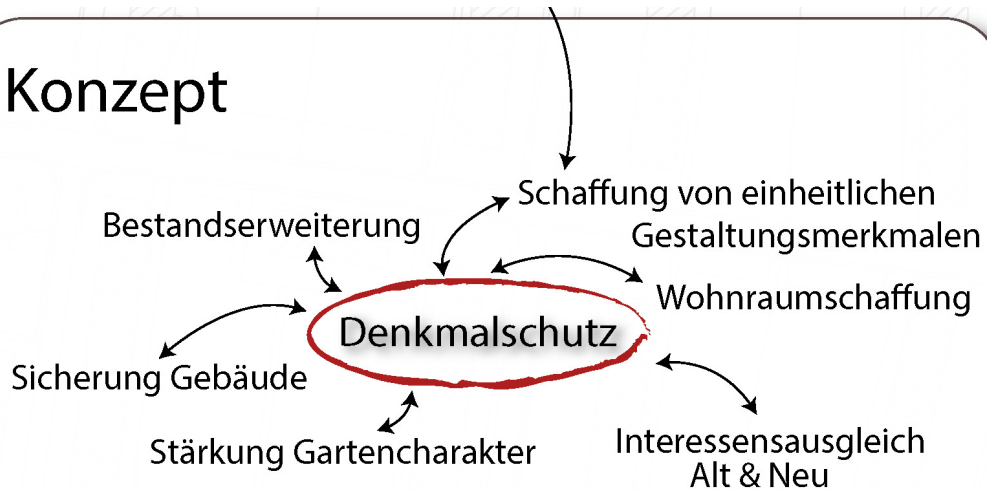 Konzept
Schaffung von einheitlichen
Gestaltungsmerkmalen
Bestandserweiterung
Wohnraumschaffung
Denkmalschutz
Sicherung Gebäude
Stärkung Gartencharakter
Interessensausgleich
Alt & Neu